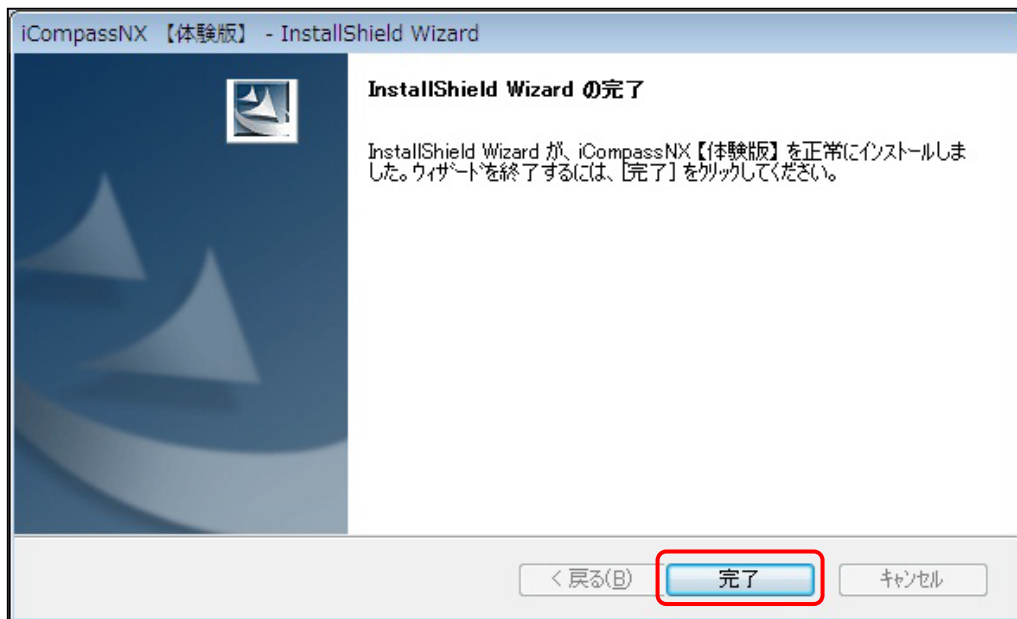 iCompassNX 【体験版】 - InstallShield Wizard
InstallShield Wizard の完了
InstallShield Wizard が、iCompassNX【体験版】 を正常にインストールしま
した。ウィザードを終了するには、[完了] をクリックしてください。
< 戻る(B)
完了
キャンセル